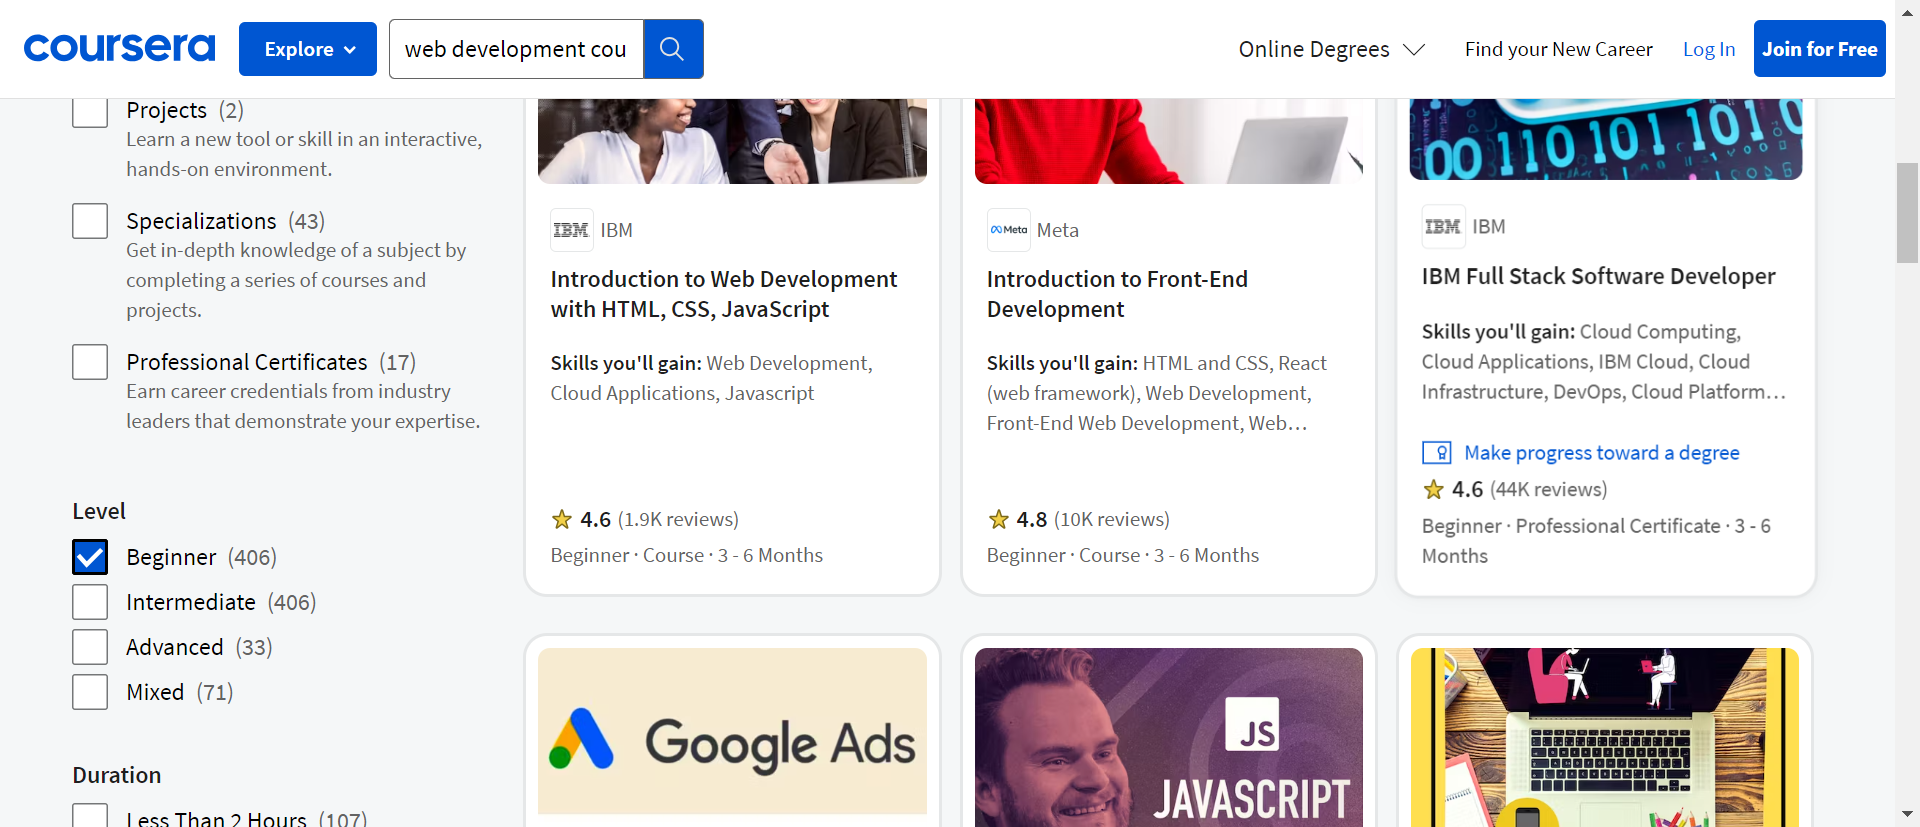 coursera
Explore
web development cou
Online Degrees
Find your New Career
Log In
Join for Free
Projects (2)
Learn a new tool or skill in an interactive,
hands-on environment.
Specializations (43)
Get in-depth knowledge of a subject by
completing a series of courses and
projects.
Professional Certificates (17)
Earn career credentials from industry
leaders that demonstrate your expertise.
Level
Beginner (406)
Intermediate (406)
Advanced (33)
Mixed (71)
Duration
Less Than 2 Hours (107)
IBM IBM
Introduction to Web Development
with HTML, CSS, JavaScript
Skills you'll gain: Web Development,
Cloud Applications, Javascript
4.6 (1.9K reviews)
Beginner · Course · 3 - 6 Months
Meta Meta
Introduction to Front-End
Development
Skills you'll gain: HTML and CSS, React
(web framework), Web Development,
Front-End Web Development, Web...
4.8 (10K reviews)
Beginner · Course · 3 - 6 Months
00 110 10 101 101 0
IBM IBM
IBM Full Stack Software Developer
Skills you'll gain: Cloud Computing,
Cloud Applications, IBM Cloud, Cloud
Infrastructure, DevOps, Cloud Platform...
Make progress toward a degree
4.6 (44K reviews)
Beginner · Professional Certificate · 3 - 6
Months
Google Ads
JS
JAVASCRIPT